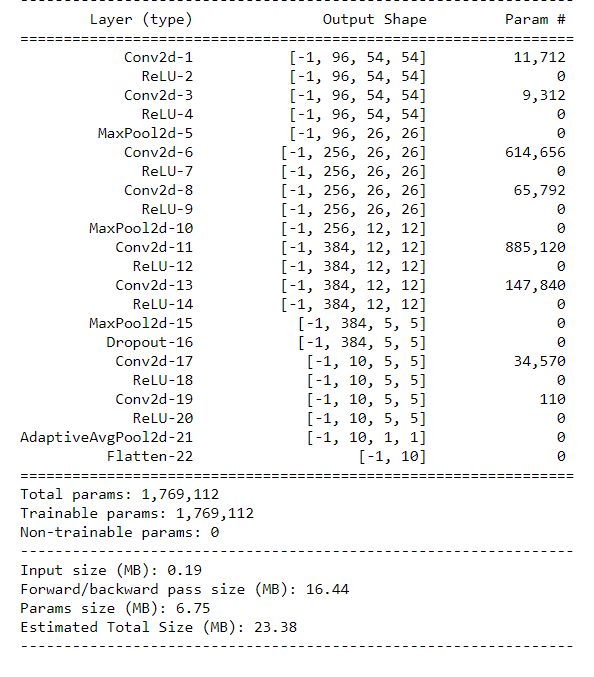 ----------------------------------------------------------------
Layer (type) Output Shape Param #
================================================================
Conv2d-1 [-1, 96, 54, 54] 11,712
ReLU-2 [-1, 96, 54, 54] 0
Conv2d-3 [-1, 96, 54, 54] 9,312
ReLU-4 [-1, 96, 54, 54] 0
MaxPool2d-5 [-1, 96, 26, 26] 0
Conv2d-6 [-1, 256, 26, 26] 614,656
ReLU-7 [-1, 256, 26, 26] 0
Conv2d-8 [-1, 256, 26, 26] 65,792
ReLU-9 [-1, 256, 26, 26] 0
MaxPool2d-10 [-1, 256, 12, 12] 0
Conv2d-11 [-1, 384, 12, 12] 885,120
ReLU-12 [-1, 384, 12, 12] 0
Conv2d-13 [-1, 384, 12, 12] 147,840
ReLU-14 [-1, 384, 12, 12] 0
MaxPool2d-15 [-1, 384, 5, 5] 0
Dropout-16 [-1, 384, 5, 5] 0
Conv2d-17 [-1, 10, 5, 5] 34,570
ReLU-18 [-1, 10, 5, 5] 0
Conv2d-19 [-1, 10, 5, 5] 110
ReLU-20 [-1, 10, 5, 5] 0
AdaptiveAvgPool2d-21 [-1, 10, 1, 1] 0
Flatten-22 [-1, 10] 0
================================================================
Total params: 1,769,112
Trainable params: 1,769,112
Non-trainable params: 0
----------------------------------------------------------------
Input size (MB): 0.19
Forward/backward pass size (MB): 16.44
Params size (MB): 6.75
Estimated Total Size (MB): 23.38
----------------------------------------------------------------